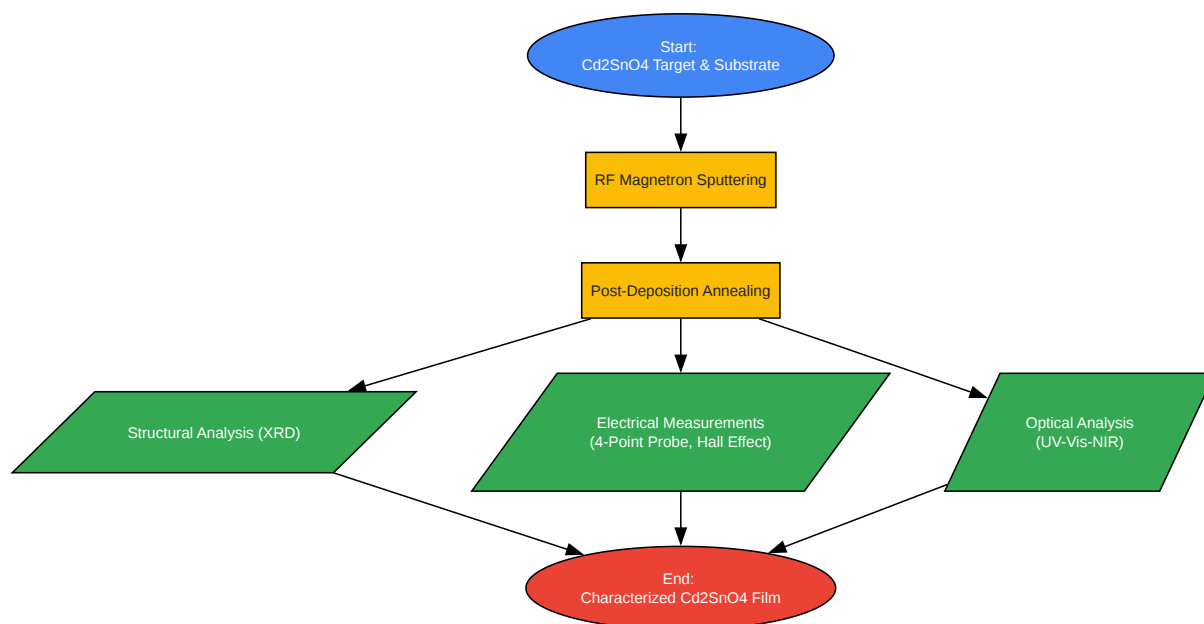 Start:
Cd2SnO4 Target & Substrate
RF Magnetron Sputtering
Post-Deposition Annealing
Structural Analysis (XRD)
Electrical Measurements
(4-Point Probe, Hall Effect)
Optical Analysis
(UV-Vis-NIR)
End:
Characterized Cd2SnO4 Film